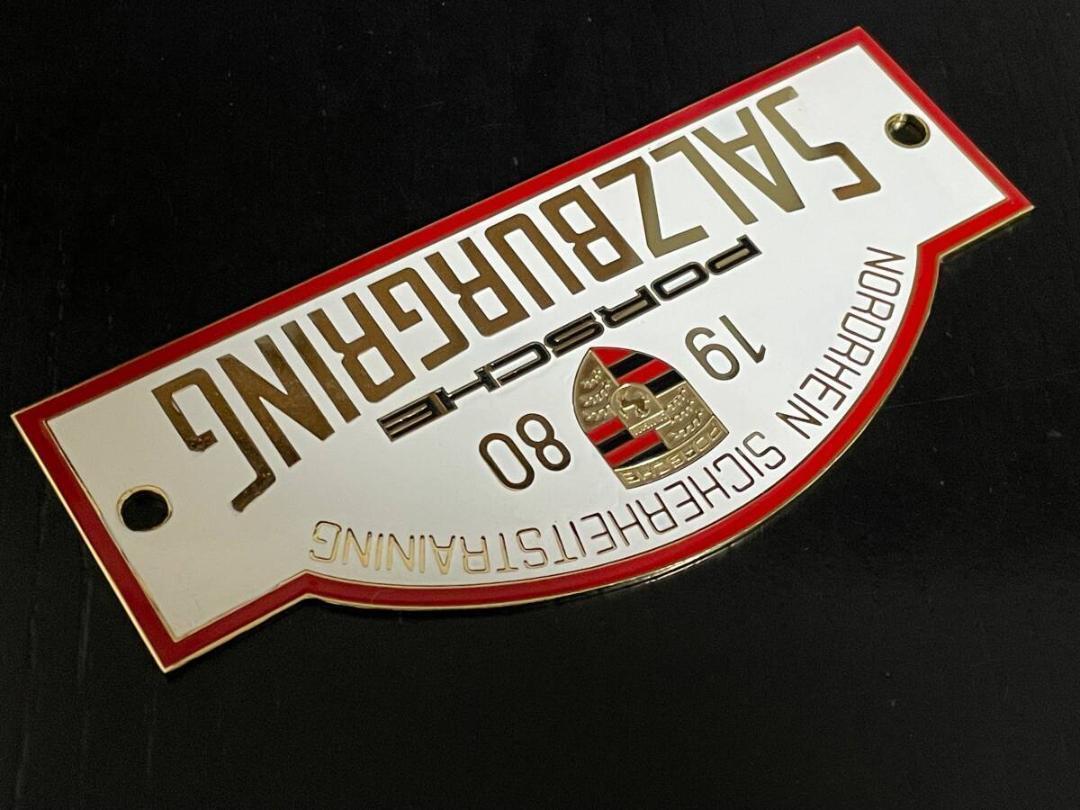 NORDRHEIN SICHERHEITSTRAINING
PORSCHE
19 80
PORSCHE
SALZBURGRING